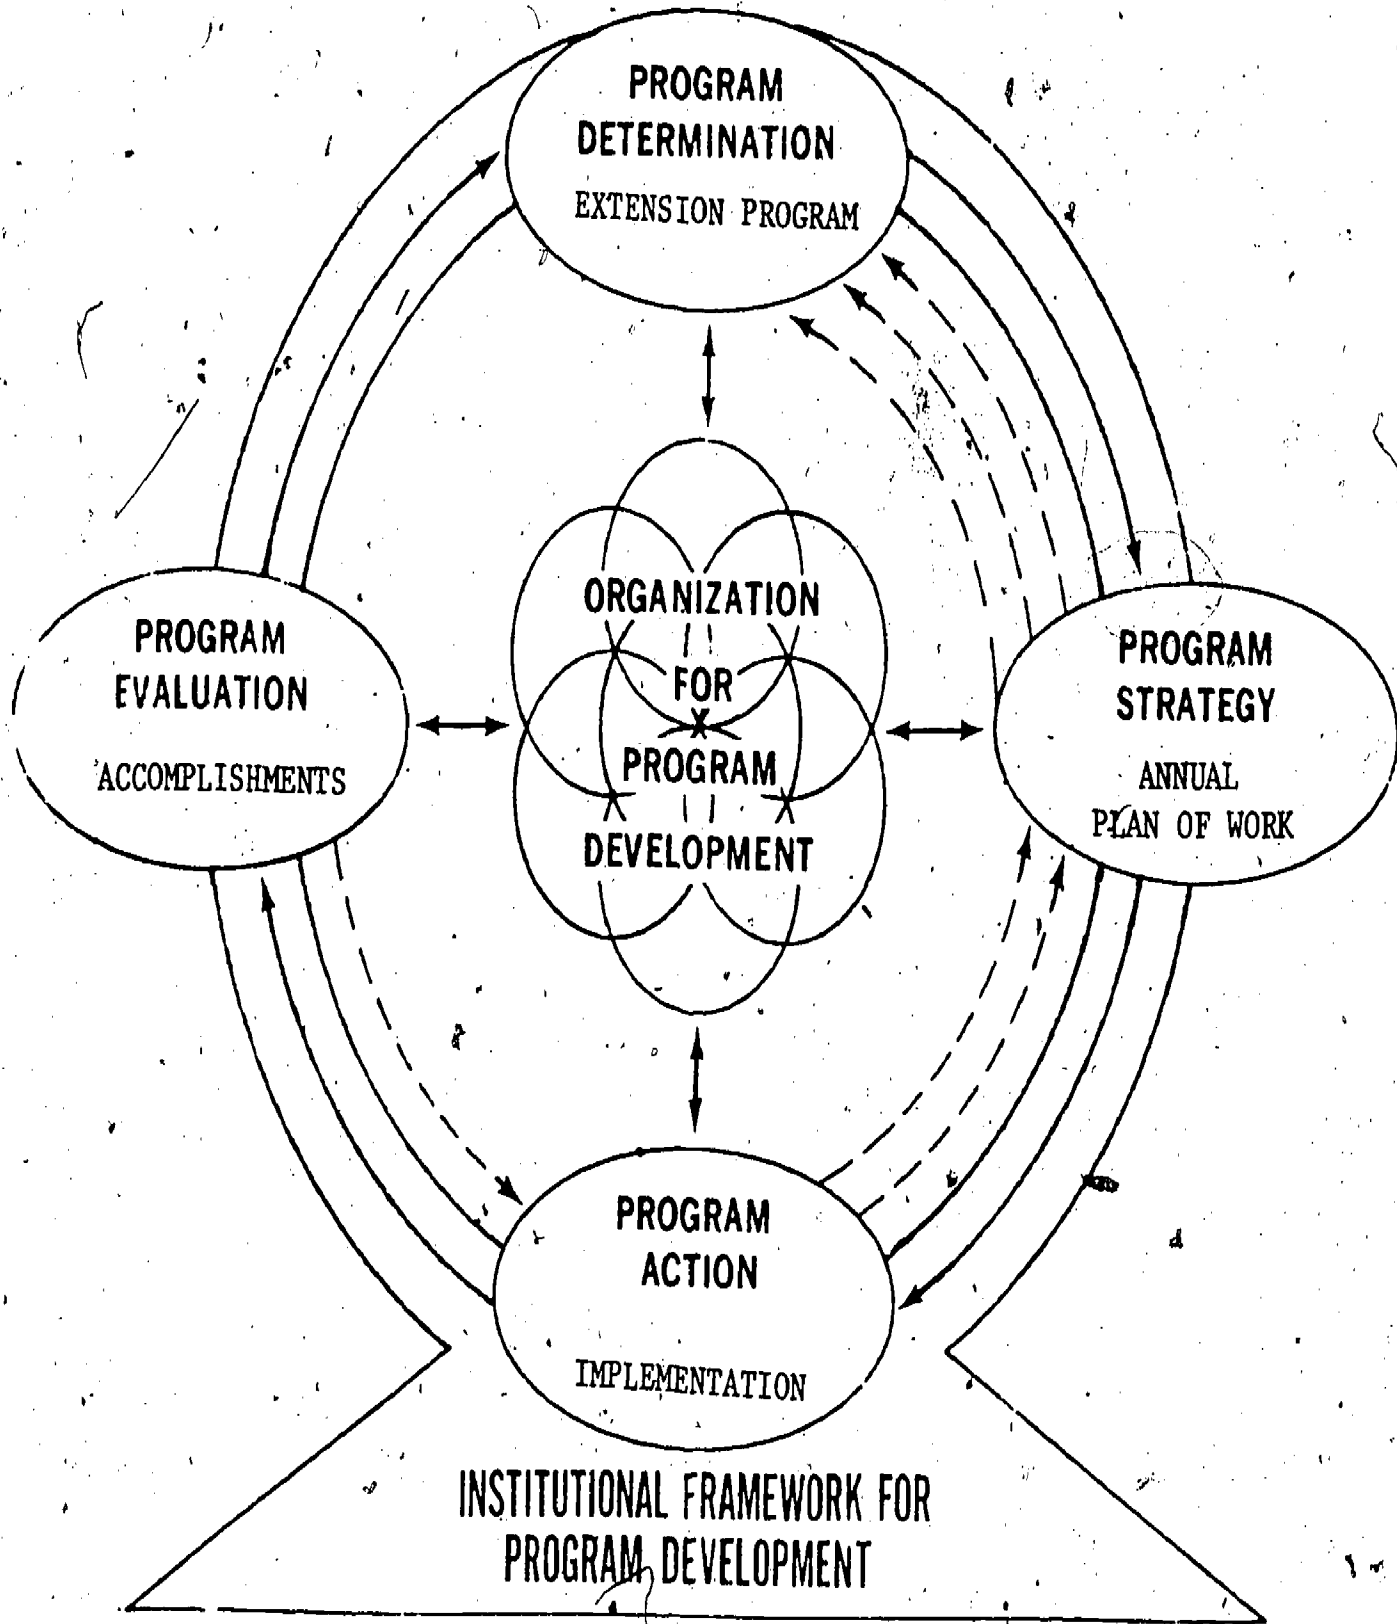 PROGRAM
DETERMINATION
EXTENSION PROGRAM
ORGANIZATION
FOR
PROGRAM
DEVELOPMENT
PROGRAM
EVALUATION
ACCOMPLISHMENTS
PROGRAM
STRATEGY
ANNUAL
PLAN OF WORK
PROGRAM
ACTION
IMPLEMENTATION
INSTITUTIONAL FRAMEWORK FOR
PROGRAM DEVELOPMENT